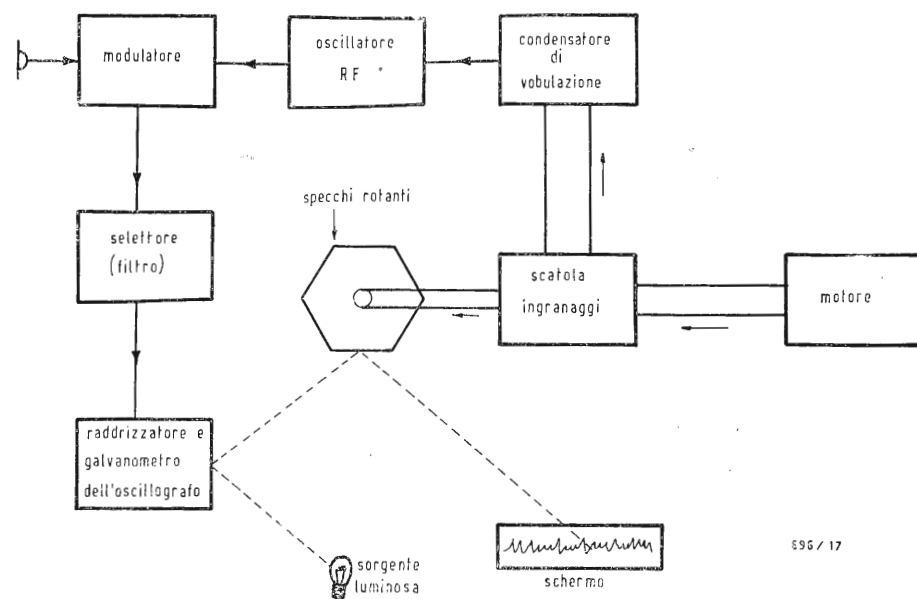 modulatore
oscillatore
RF
condensatore
di
vobulazione
specchi rotanti
selettore
(filtro)
scatola
ingranaggi
motore
raddrizzatore e
galvanometro
dell'oscillografo
sorgente
luminosa
schermo
896 / 17